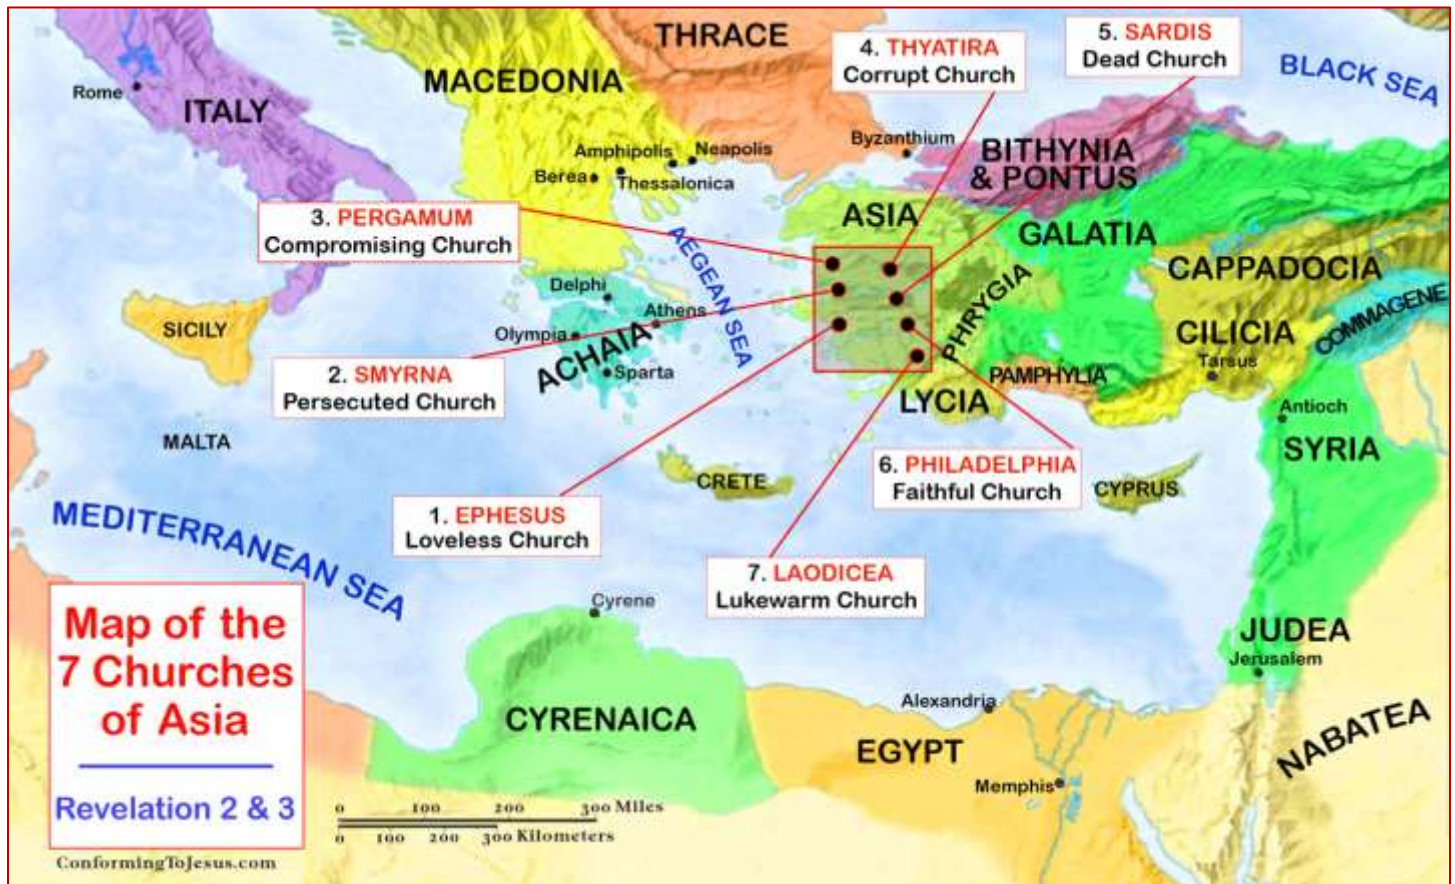 THRACE
4. THYATIRA
Corrupt Church
5. SARDIS
Dead Church
BLACK SEA
MACEDONIA
Rome
ITALY
Amphipolis
Neapolis
Berea
Thessalonica
Byzanthium
BITHYNIA
& PONTUS
3. PERGAMUM
Compromising Church
ASIA
GALATIA
AEGEAN SEA
CAPPADOCIA
PHRYGIA
COMMAGENE
Delphi
Athens
Olympia
ACHAIA
Sparta
SICILY
CILICIA
Tarsus
2. SMYRNA
Persecuted Church
PAMPHYLIA
LYCIA
Antioch
SYRIA
MALTA
CRETE
6. PHILADELPHIA
Faithful Church
CYPRUS
1. EPHESUS
Loveless Church
MEDITERRANEAN SEA
7. LAODICEA
Lukewarm Church
Cyrene
JUDEA
Jerusalem
Map of the
7 Churches
of Asia
Revelation 2 & 3
CYRENAICA
Alexandria
EGYPT
NABATEA
Memphis
0 100 200 300 Miles
0 100 200 300 Kilometers
ConformingToJesus.com